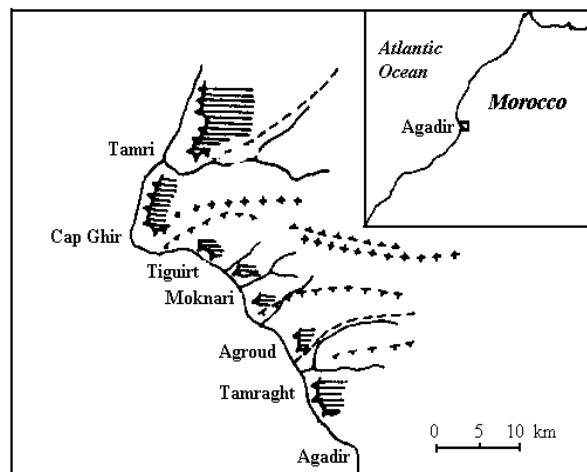 Atlantic
Ocean
Morocco
Agadir
Tamri
Cap Ghir
Tiguirt
Moknari
Agroud
Tamraght
Agadir
0 5 10 km